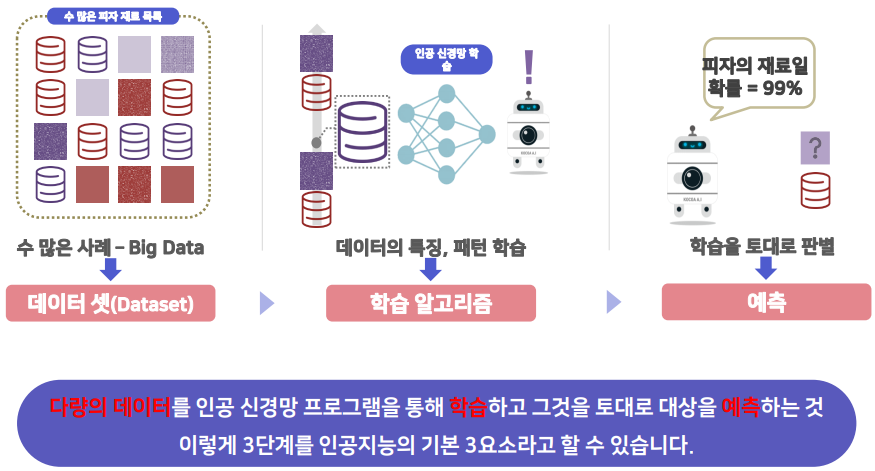 수 많은 피자 재료 목록
수 많은 사례 – Big Data
데이터 셋(Dataset)
인공 신경망 학
습
데이터의 특징, 패턴 학습
학습 알고리즘
피자의 재료일
확률 = 99%
?
학습을 토대로 판별
예측
다량의 데이터를 인공 신경망 프로그램을 통해 학습하고 그것을 토대로 대상을 예측하는 것
이렇게 3단계를 인공지능의 기본 3요소라고 할 수 있습니다.